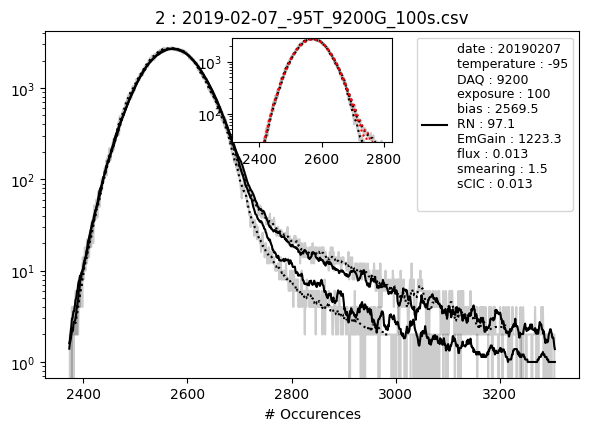 2 : 2019-02-07_-95T_9200G_100s.csv
10³
10²
10¹
10⁰
2400
2600
2800
3000
3200
# Occurences
10³
10²
2400
2600
2800
date : 20190207
temperature : -95
DAQ : 9200
exposure : 100
bias : 2569.5
RN : 97.1
EmGain : 1223.3
flux : 0.013
smearing : 1.5
sCIC : 0.013